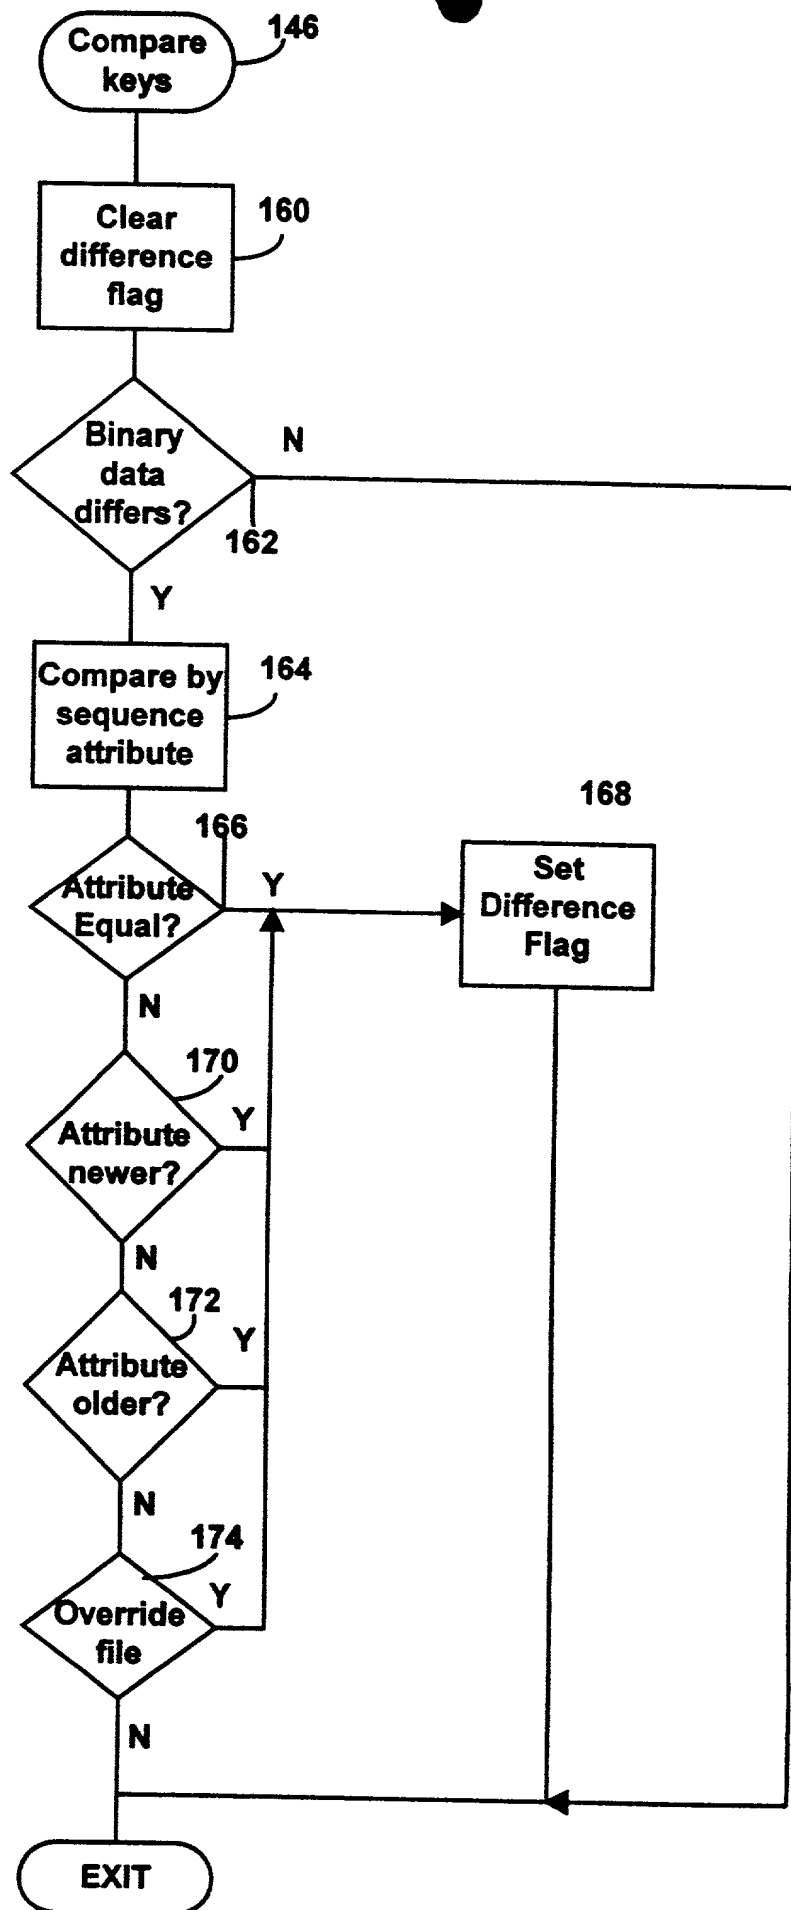 Compare
keys
146
Clear
difference
flag
160
Binary
data
differs?
N
162
Y
Compare by
sequence
attribute
164
168
166
Attribute
Equal?
Y
Set
Difference
Flag
N
170
Attribute
newer?
Y
N
172
Attribute
older?
Y
N
174
Override
file
Y
N
EXIT